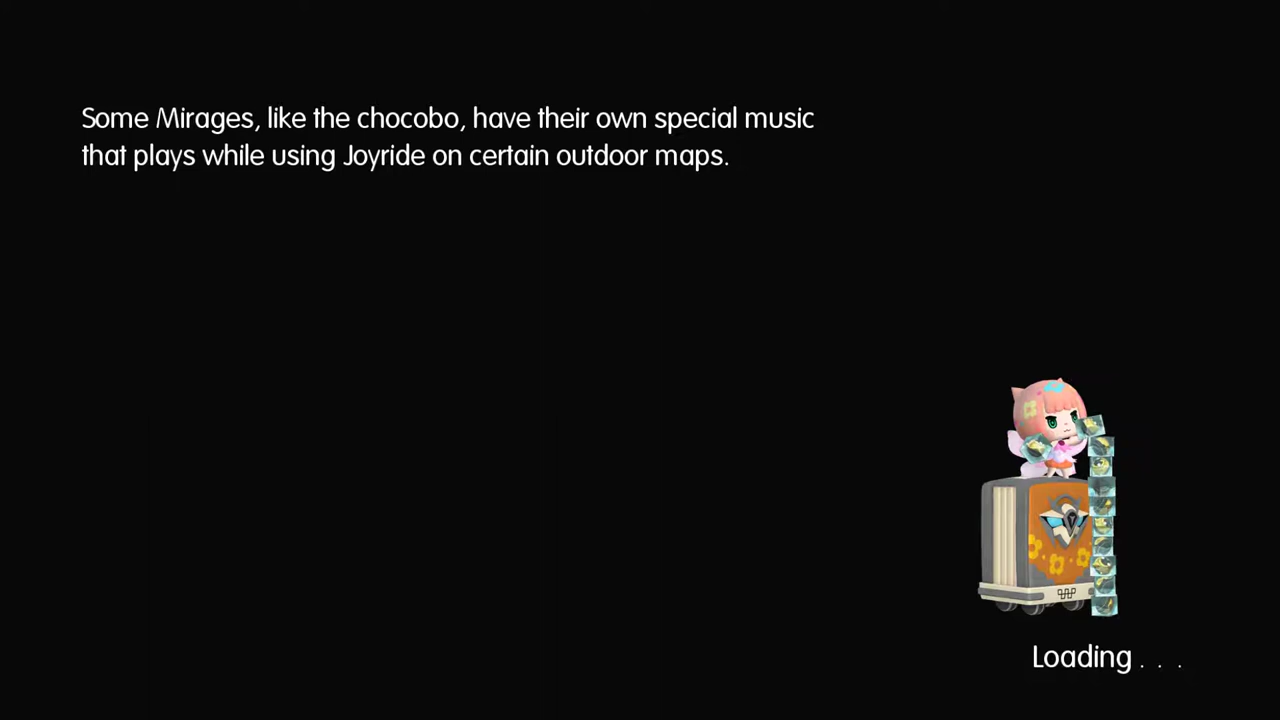 Some Mirages, like the chocobo, have their own special music
that plays while using Joyride on certain outdoor maps.
Loading . . .